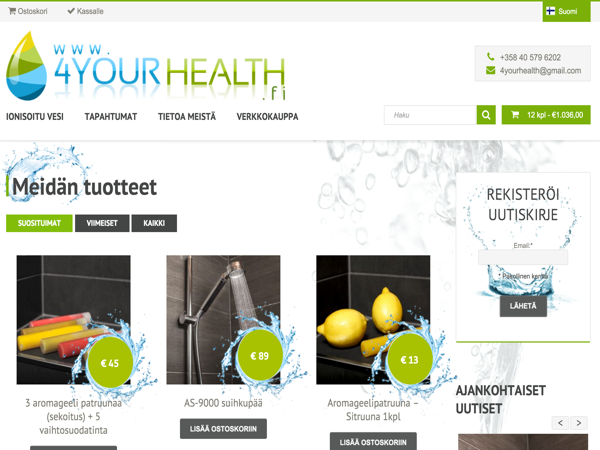 Ostoskori Kassalle Suomi
www.
4YOURHEALTH
.fi
+358 40 579 6202
4yourhealth@gmail.com
IONISOITU VESI TAPAHTUMAT TIETOA MEISTÄ VERKKOKAUPPA
Haku
12 kpl - €1.036,00
Meidän tuotteet
SUOSITUIMAT VIIMEISET KAIKKI
REKISTERÖI
UUTISKIRJE
Email:*
* Pakollinen kenttä
LÄHETÄ
€ 45
€ 89
€ 13
3 aromageeli patruunaa
(sekoitus) + 5
vaihtosuodatinta
AS-9000 suihkupää
LISÄÄ OSTOSKORIIN
Aromageelipatruuna –
Sitruuna 1kpl
LISÄÄ OSTOSKORIIN
AJANKOHTAISET
UUTISET